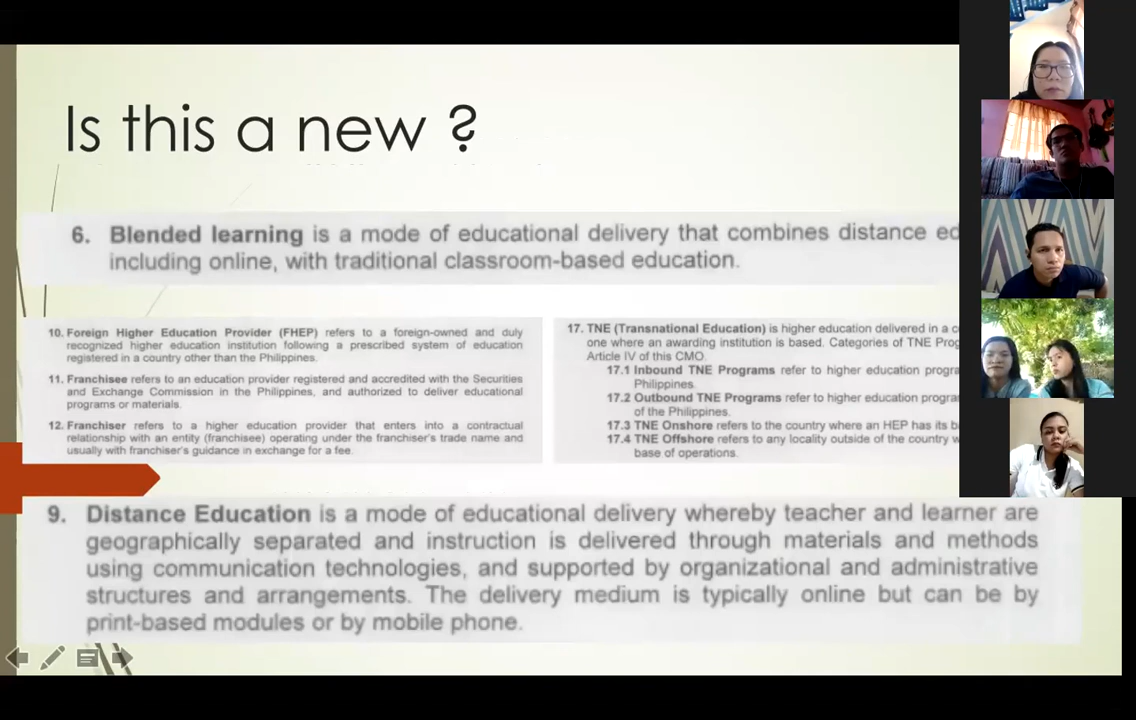 Is this a new ?
6. Blended learning is a mode of educational delivery that combines distance ed
including online, with traditional classroom-based education.
10. Foreign Higher Education Provider (FHEP) refers to a foreign-owned and duly
recognized higher education institution following a prescribed system of education
registered in a country other than the Philippines.
11. Franchisee refers to an education provider registered and accredited with the Securities
and Exchange Commission in the Philippines, and authorized to deliver educational
programs or materials.
12. Franchiser refers to a higher education provider that enters into a contractual
relationship with an entity (franchisee) operating under the franchiser's trade name and
usually with franchiser's guidance in exchange for a fee.
17. TNE (Transnational Education) is higher education delivered in a c
one where an awarding institution is based. Categories of TNE Prog
Article IV of this CMO.
17.1 Inbound TNE Programs refer to higher education progra
Philippines.
17.2 Outbound TNE Programs refer to higher education progra
of the Philippines.
17.3 TNE Onshore refers to the country where an HEP has its b
17.4 TNE Offshore refers to any locality outside of the country w
base of operations.
9. Distance Education is a mode of educational delivery whereby teacher and learner are
geographically separated and instruction is delivered through materials and methods
using communication technologies, and supported by organizational and administrative
structures and arrangements. The delivery medium is typically online but can be by
print-based modules or by mobile phone.